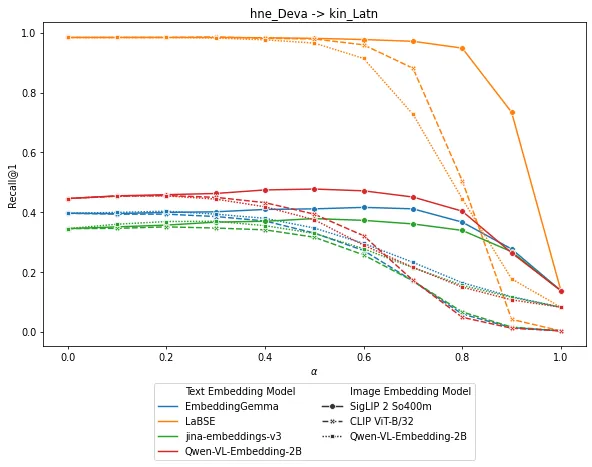 hne_Deva -> kin_Latn
Recall@1
1.0
0.8
0.6
0.4
0.2
0.0
0.0 0.2 0.4 0.6 0.8 1.0
α
Text Embedding Model
EmbeddingGemma
LaBSE
jina-embeddings-v3
Qwen-VL-Embedding-2B
Image Embedding Model
SigLIP 2 So400m
CLIP ViT-B/32
Qwen-VL-Embedding-2B